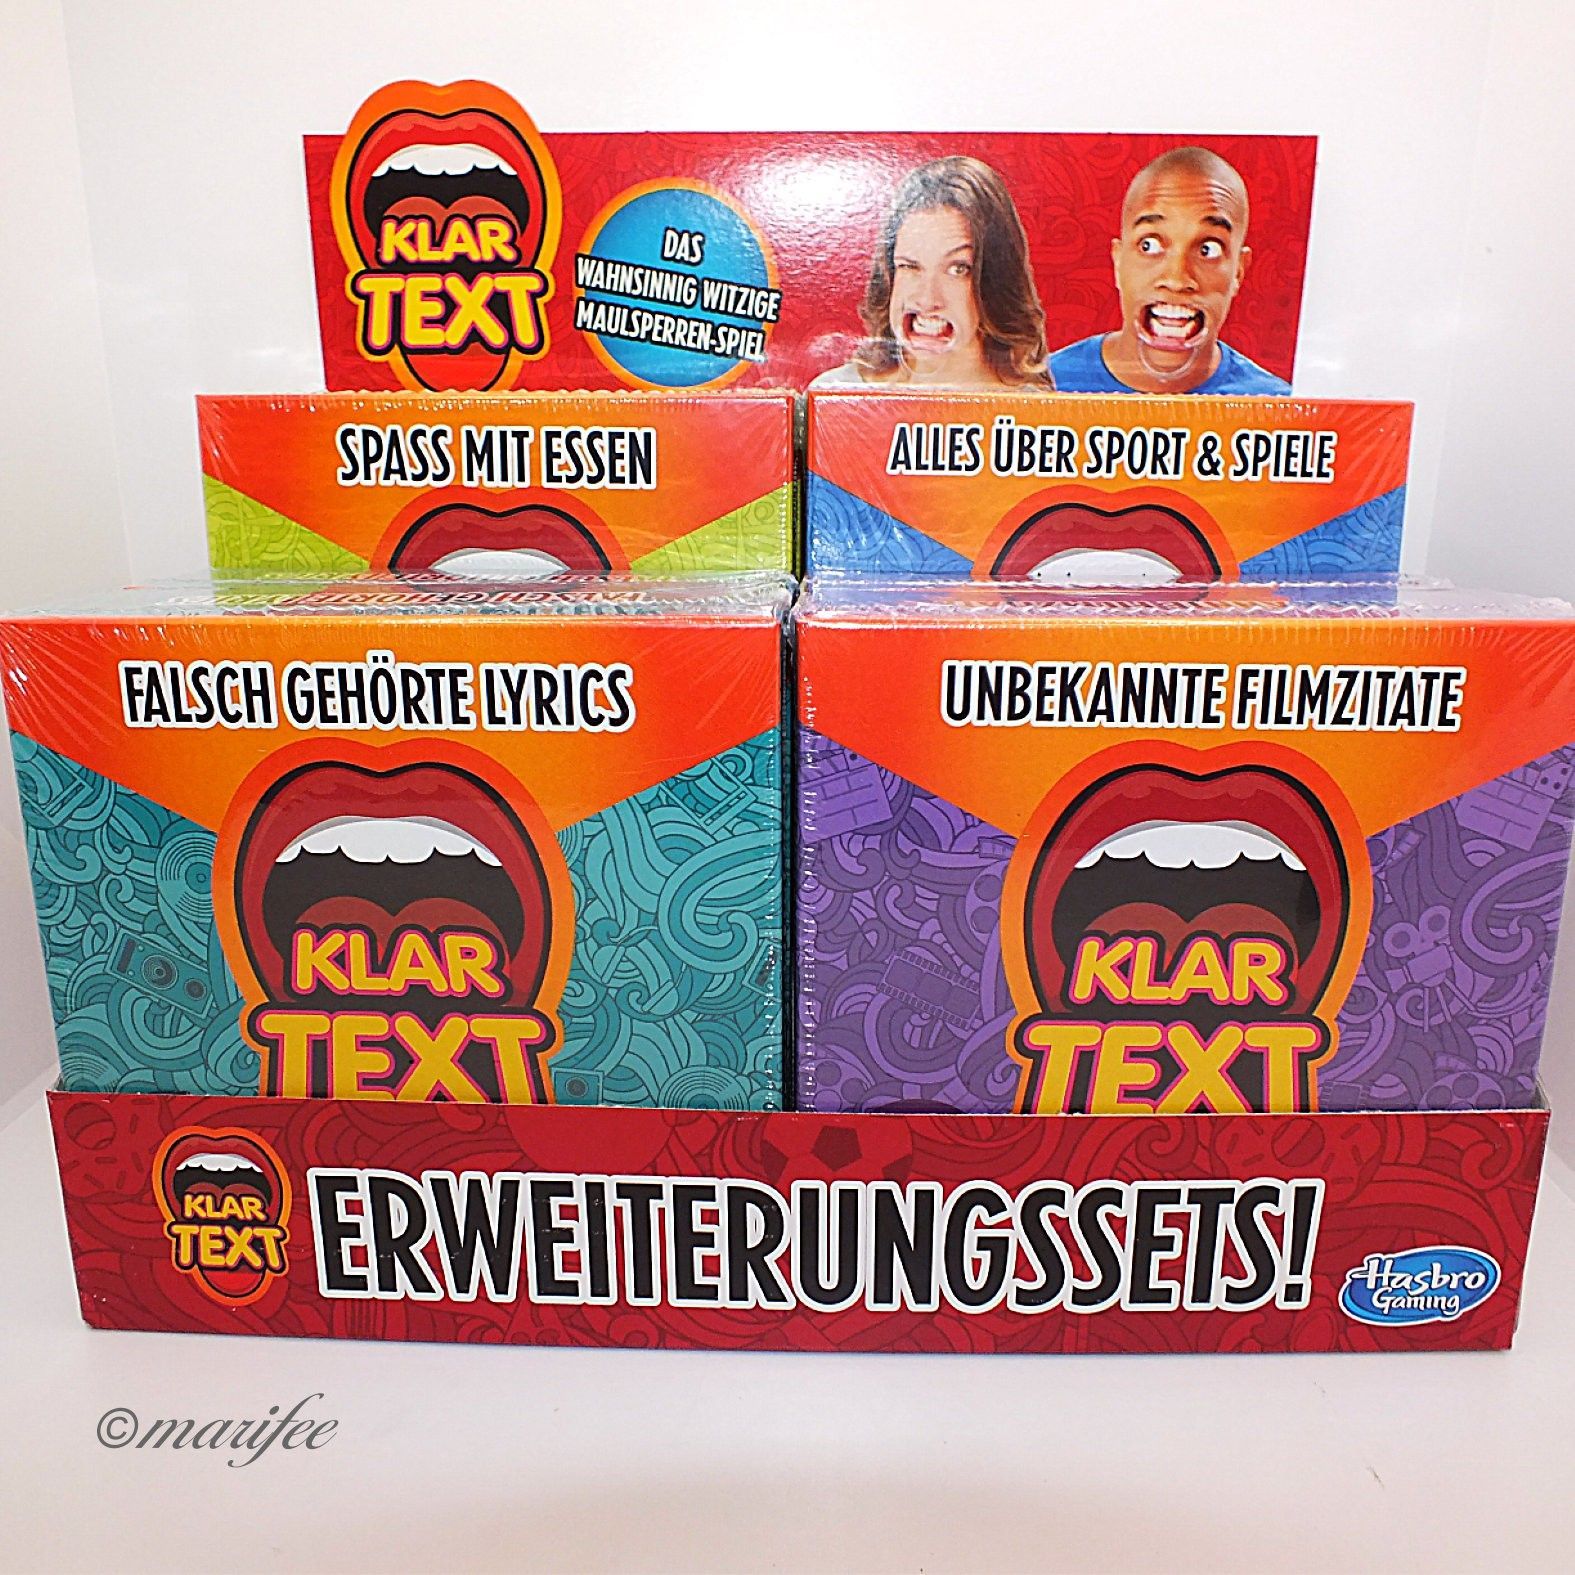 KLAR
TEXT
DAS
WAHNSINNIG WITZIGE
MAULSPERREN-SPIEL
SPASS MIT ESSEN
ALLES ÜBER SPORT & SPIELE
FALSCH GEHÖRTE LYRICS
UNBEKANNTE FILMZITATE
KLAR
TEXT
KLAR
TEXT
KLAR
TEXT
ERWEITERUNGSSETS!
Hasbro
Gaming
©marifee